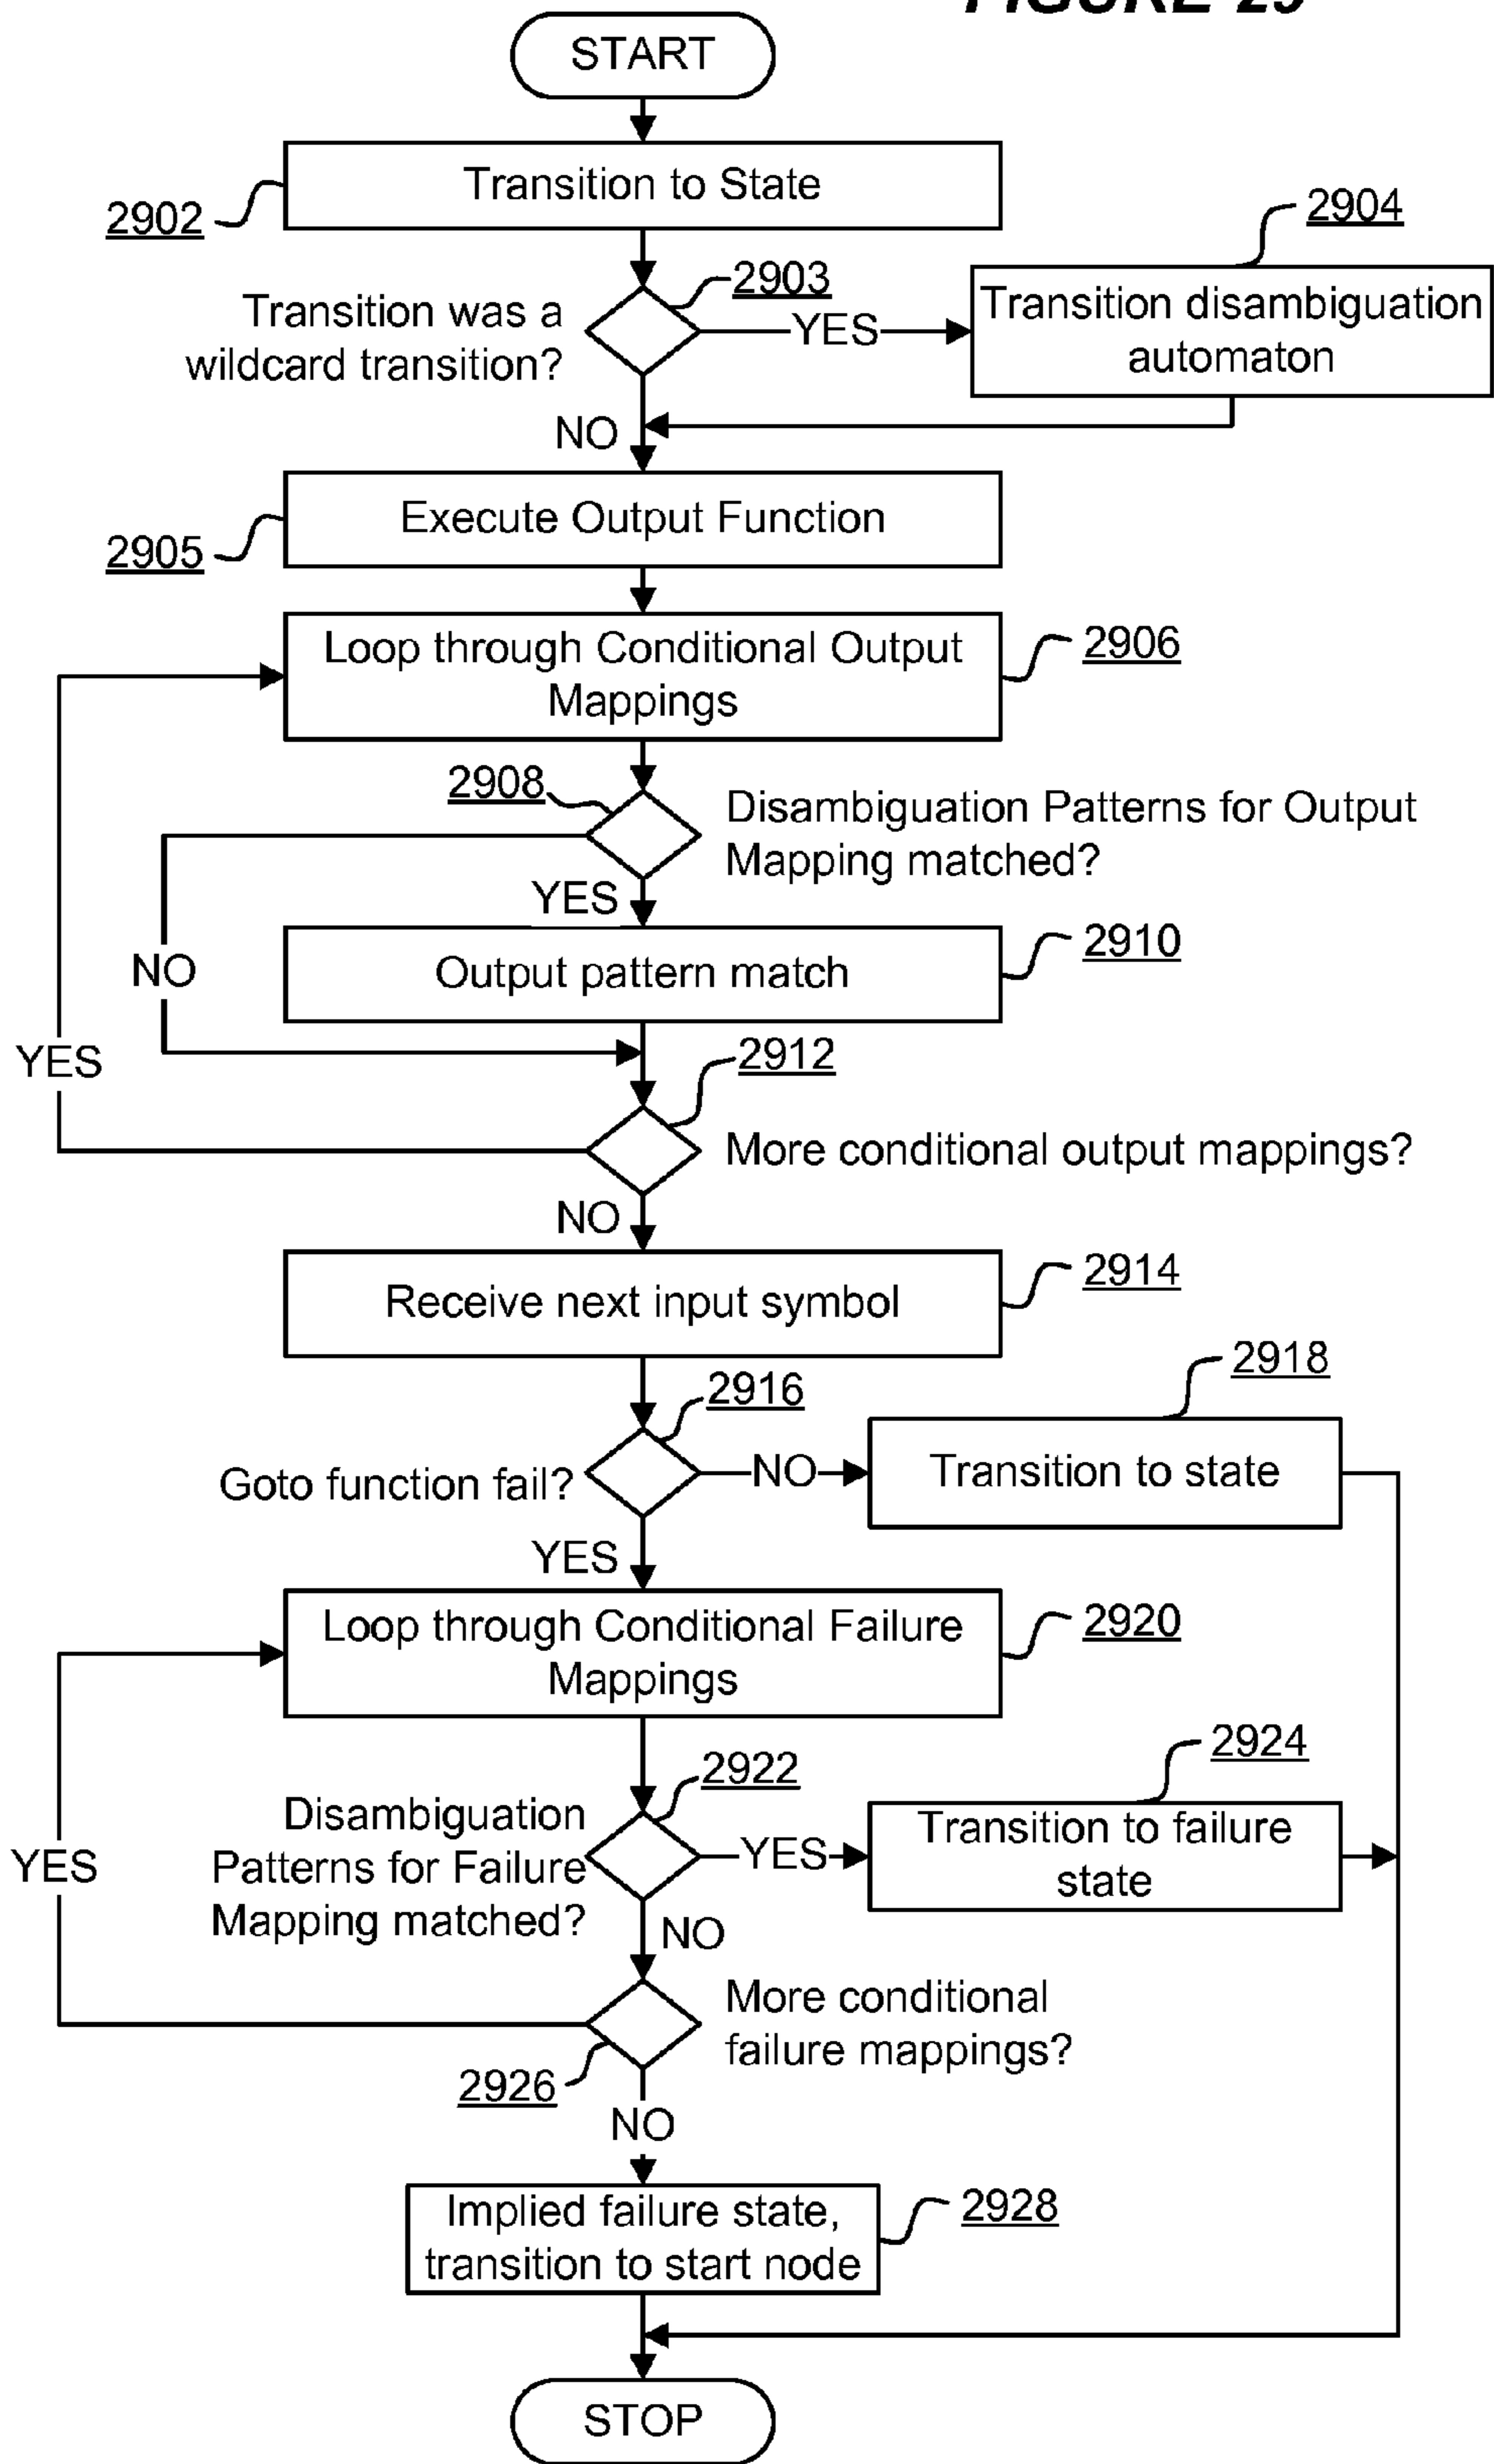 FIGURE 29
START
Transition to State
2902
2904
2903
Transition was a
wildcard transition?
YES
Transition disambiguation
automaton
NO
Execute Output Function
2905
Loop through Conditional Output
Mappings
2906
2908
Disambiguation Patterns for Output
Mapping matched?
YES
Output pattern match
2910
NO
YES
2912
More conditional output mappings?
NO
Receive next input symbol
2914
2918
2916
Goto function fail?
NO
Transition to state
YES
Loop through Conditional Failure
Mappings
2920
2924
2922
Disambiguation
Patterns for Failure
Mapping matched?
YES
Transition to failure
state
YES
NO
More conditional
failure mappings?
2926
NO
Implied failure state,
transition to start node
2928
STOP